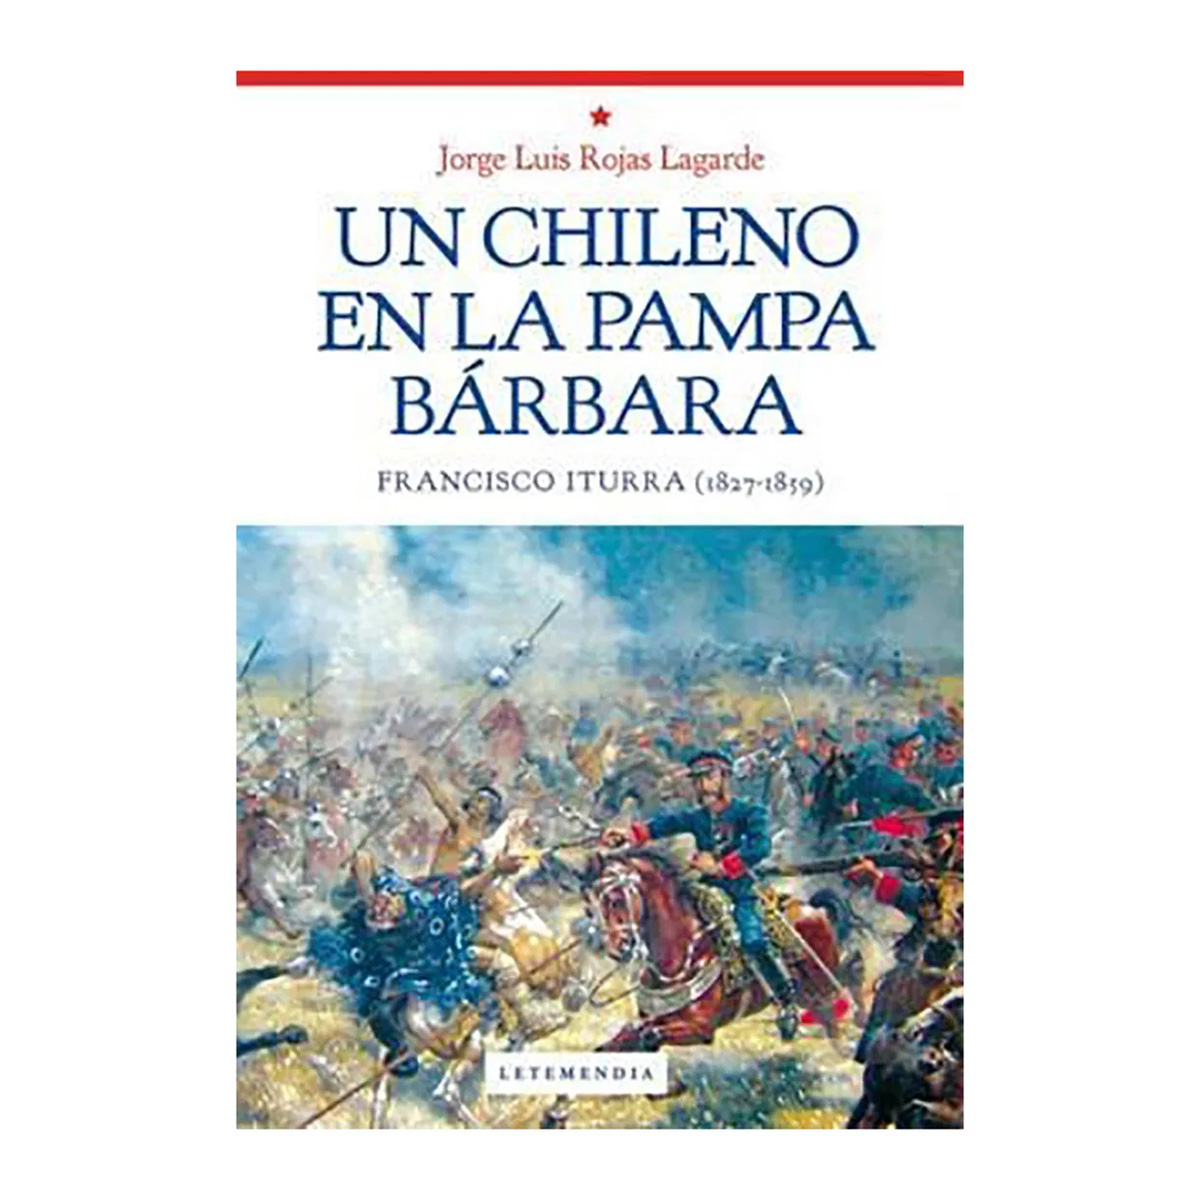 Jorge Luis Rojas Lagarde
UN CHILENO
EN LA PAMPA
BÁRBARA
FRANCISCO ITURRA (1827-1859)
LETEMENDIA